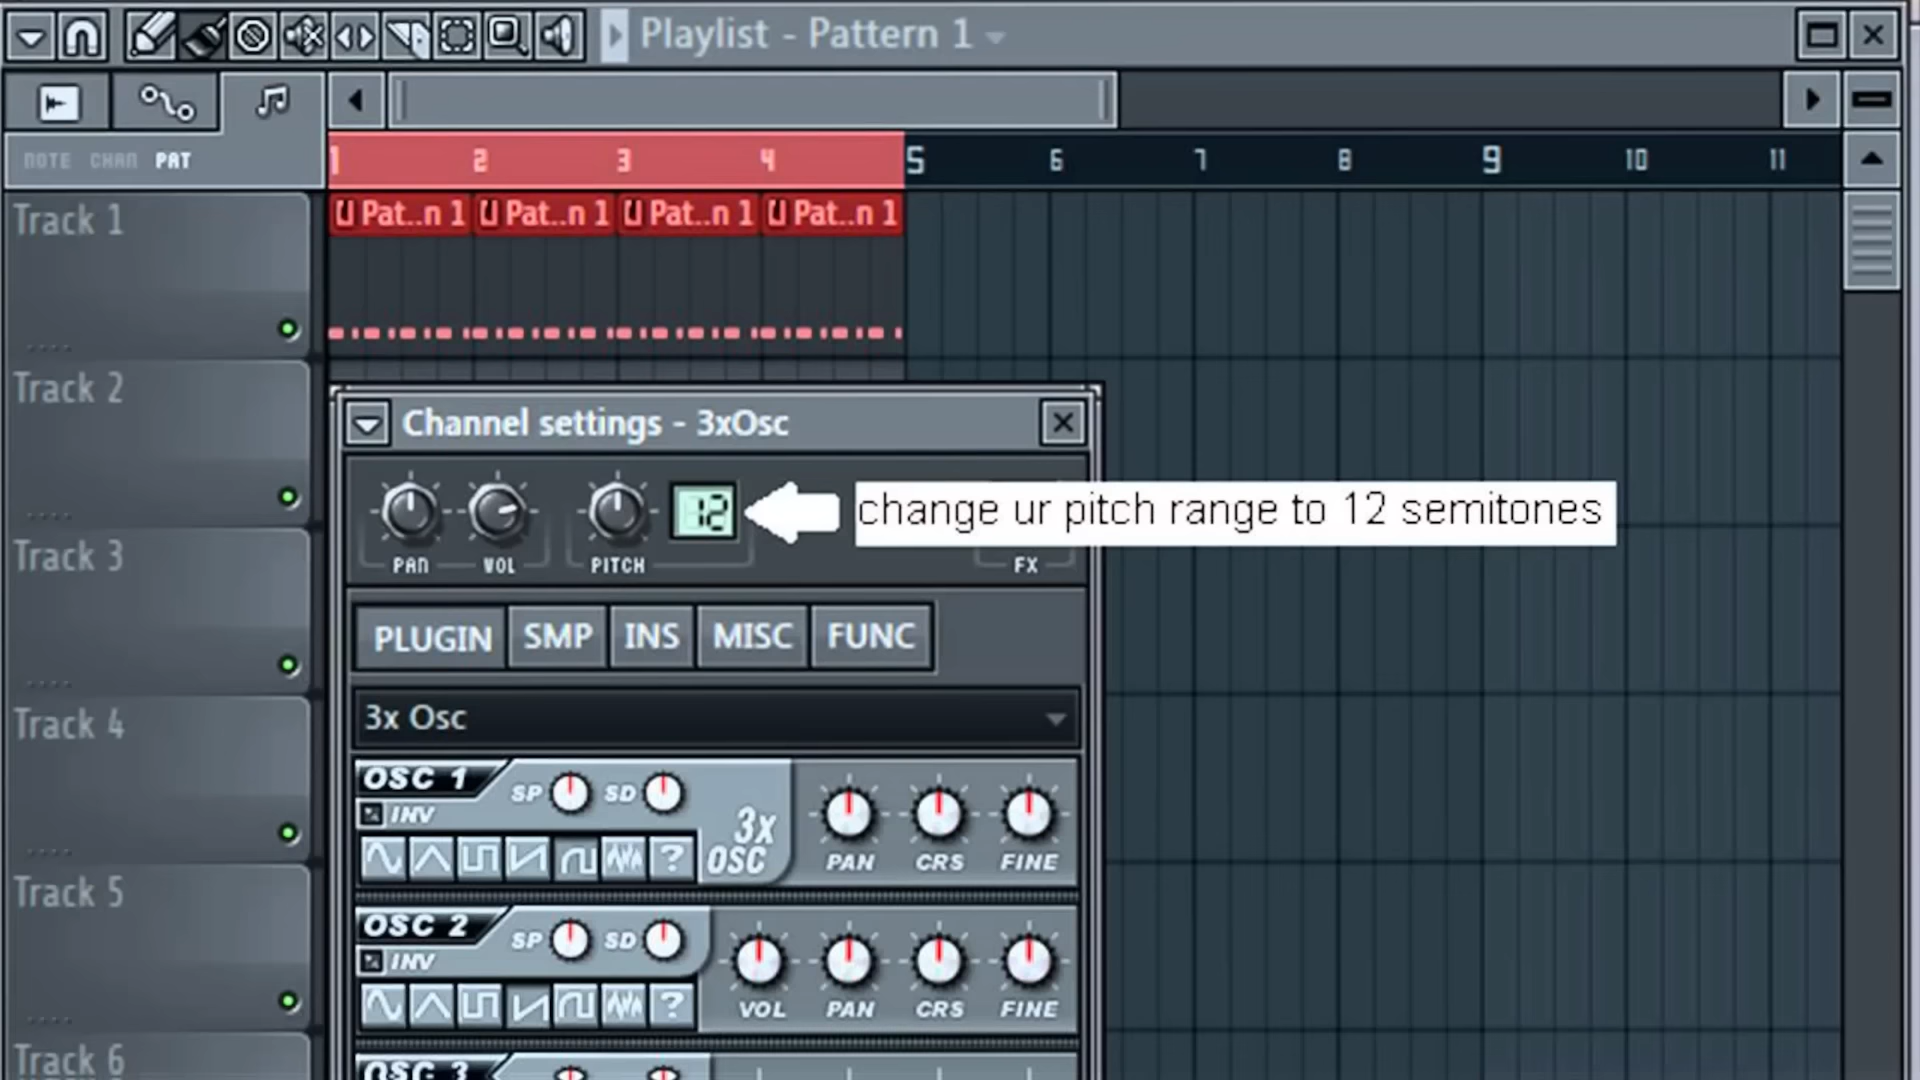 Playlist - Pattern 1
NOTE CHAN PAT
1 2 3 4 5 6 7 8 9 10 11
Track 1
Pat..n 1 Pat..n 1 Pat..n 1 Pat..n 1
Track 2
Channel settings - 3xOsc
12
change ur pitch range to 12 semitones
PAN VOL PITCH FX
Track 3
PLUGIN SMP INS MISC FUNC
Track 4
3x Osc
OSC 1 SP SD
INV
3x
OSC
PAN CRS FINE
?
Track 5
OSC 2 SP SD
INV
?
VOL PAN CRS FINE
Track 6
OSC 3